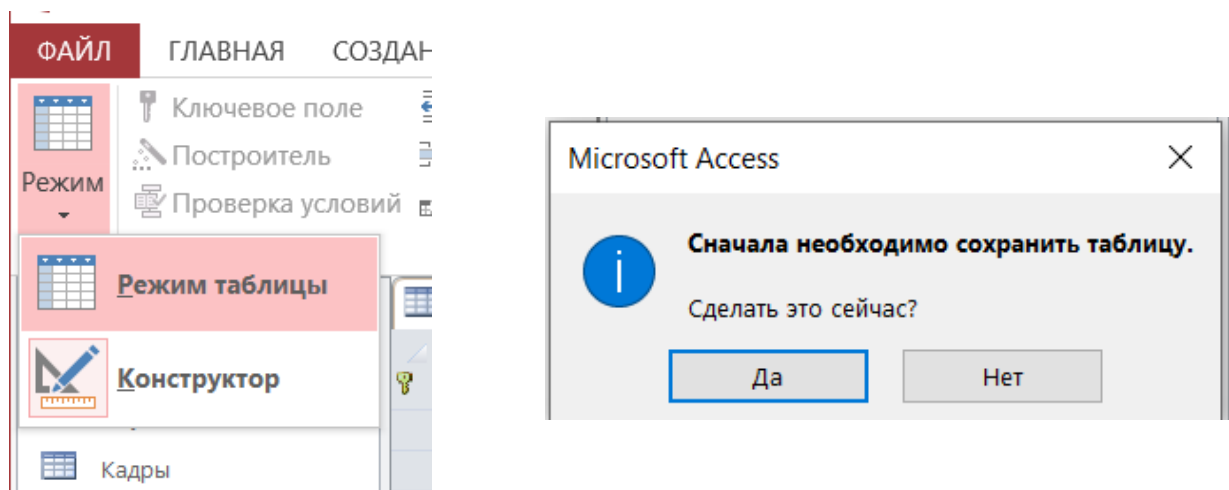 ФАЙЛ ГЛАВНАЯ СОЗДАН
Ключевое поле
Построитель
Режим
Проверка условий
Режим таблицы
Конструктор
Кадры
Microsoft Access
Сначала необходимо сохранить таблицу.
Сделать это сейчас?
Да Нет